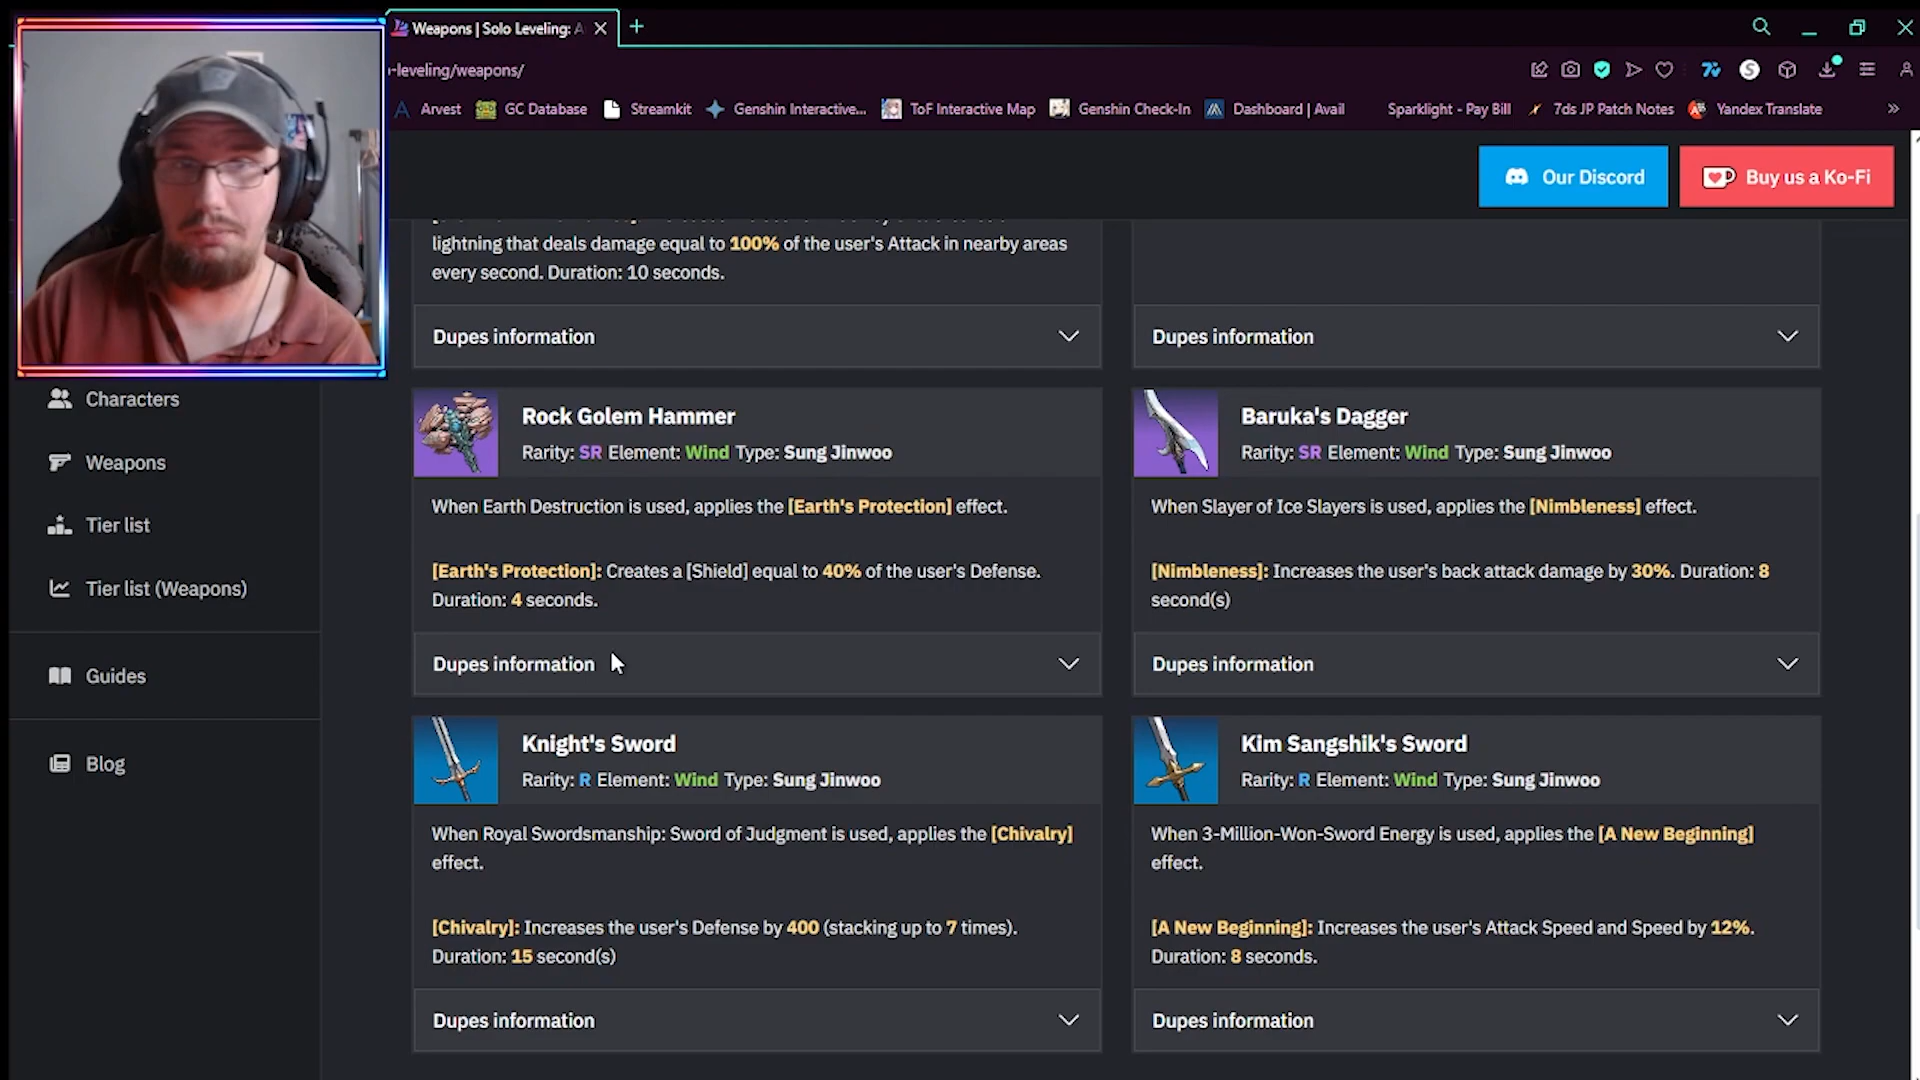 Weapons | Solo Leveling: A
-leveling/weapons/
Arvest
GC Database
Streamkit
Genshin Interactive...
ToF Interactive Map
Genshin Check-In
Dashboard | Avail
Sparklight - Pay Bill
7ds JP Patch Notes
Yandex Translate
Our Discord
Buy us a Ko-Fi
Characters
Weapons
Tier list
Tier list (Weapons)
Guides
Blog
lightning that deals damage equal to 100% of the user's Attack in nearby areas
every second. Duration: 10 seconds.
Dupes information
Dupes information
Rock Golem Hammer
Rarity: SR Element: Wind Type: Sung Jinwoo
When Earth Destruction is used, applies the [Earth's Protection] effect.
[Earth's Protection]: Creates a [Shield] equal to 40% of the user's Defense.
Duration: 4 seconds.
Dupes information
Baruka's Dagger
Rarity: SR Element: Wind Type: Sung Jinwoo
When Slayer of Ice Slayers is used, applies the [Nimbleness] effect.
[Nimbleness]: Increases the user's back attack damage by 30%. Duration: 8
second(s)
Dupes information
Knight's Sword
Rarity: R Element: Wind Type: Sung Jinwoo
When Royal Swordsmanship: Sword of Judgment is used, applies the [Chivalry]
effect.
[Chivalry]: Increases the user's Defense by 400 (stacking up to 7 times).
Duration: 15 second(s)
Dupes information
Kim Sangshik's Sword
Rarity: R Element: Wind Type: Sung Jinwoo
When 3-Million-Won-Sword Energy is used, applies the [A New Beginning]
effect.
[A New Beginning]: Increases the user's Attack Speed and Speed by 12%.
Duration: 8 seconds.
Dupes information